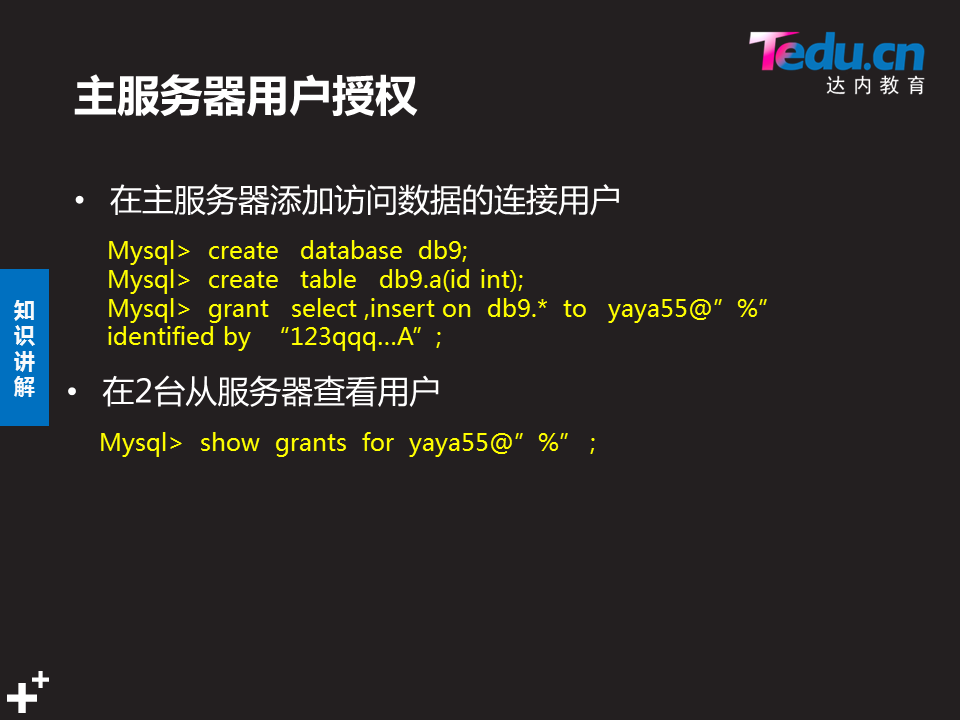 Tedu.cn
达内教育
主服务器用户授权
• 在主服务器添加访问数据的连接用户
Mysql> create database db9;
Mysql> create table db9.a(id int);
Mysql> grant select ,insert on db9.* to yaya55@”%”
identified by “123qqq…A”;
知识讲解
• 在2台从服务器查看用户
Mysql> show grants for yaya55@”%” ;